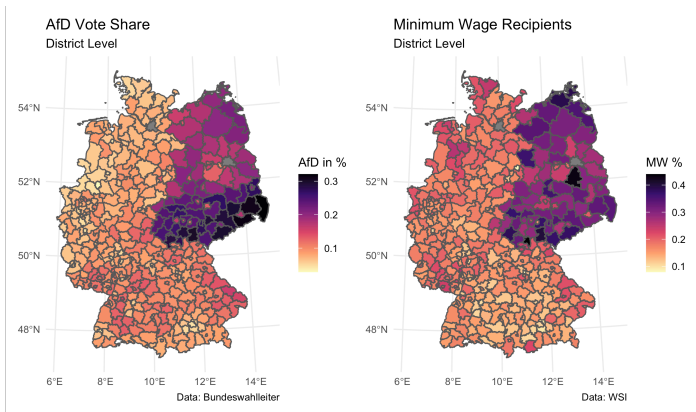 AfD Vote Share
District Level
54°N
52°N
50°N
48°N
6°E
8°E
10°E
12°E
14°E
AfD in %
0.3
0.2
0.1
Data: Bundeswahlleiter
Minimum Wage Recipients
District Level
54°N
52°N
50°N
48°N
6°E
8°E
10°E
12°E
14°E
MW %
0.4
0.3
0.2
0.1
Data: WSI